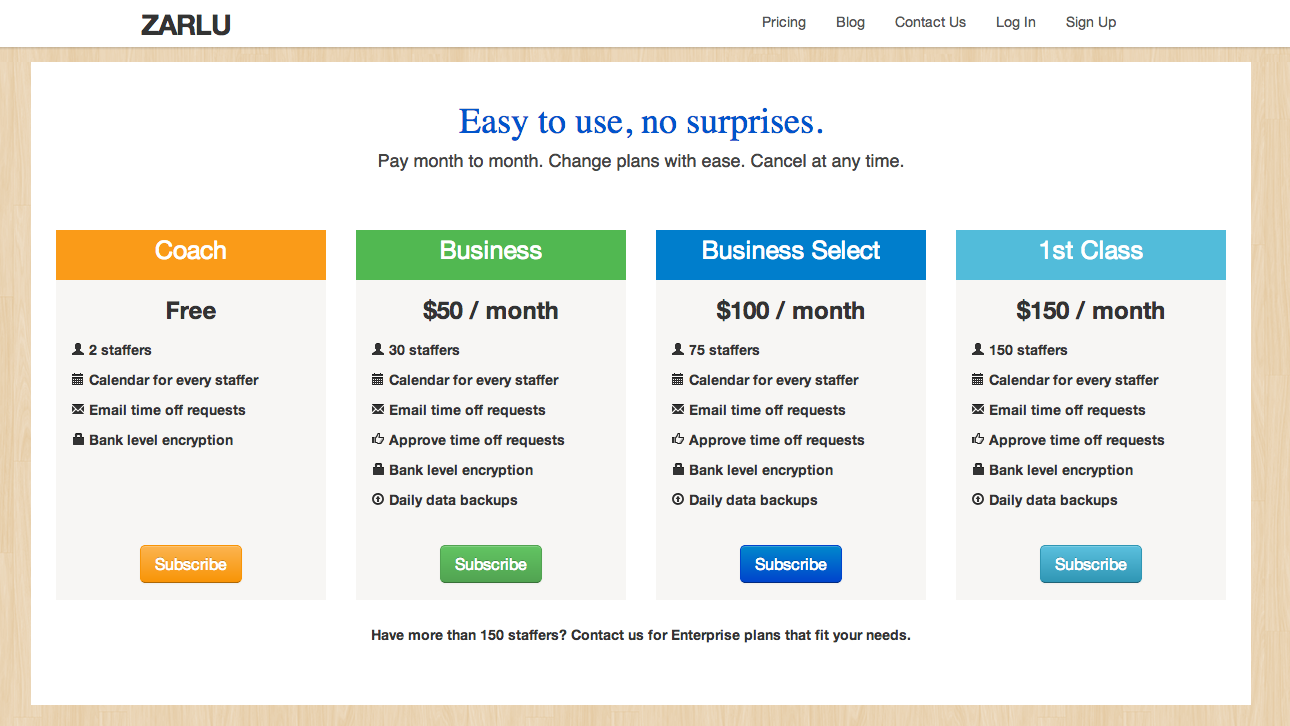 ZARLU
Pricing
Blog
Contact Us
Log In
Sign Up
Easy to use, no surprises.
Pay month to month. Change plans with ease. Cancel at any time.
Coach
Free
2 staffers
Calendar for every staffer
Email time off requests
Bank level encryption
Subscribe
Business
$50 / month
30 staffers
Calendar for every staffer
Email time off requests
Approve time off requests
Bank level encryption
Daily data backups
Subscribe
Business Select
$100 / month
75 staffers
Calendar for every staffer
Email time off requests
Approve time off requests
Bank level encryption
Daily data backups
Subscribe
1st Class
$150 / month
150 staffers
Calendar for every staffer
Email time off requests
Approve time off requests
Bank level encryption
Daily data backups
Subscribe
Have more than 150 staffers? Contact us for Enterprise plans that fit your needs.